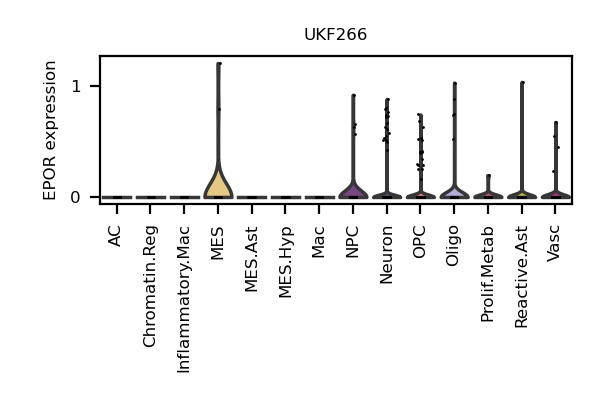 UKF266
EPOR expression
1
0
AC
Chromatin.Reg
Inflammatory.Mac
MES
MES.Ast
MES.Hyp
Mac
NPC
Neuron
OPC
Oligo
Prolif.Metab
Reactive.Ast
Vasc